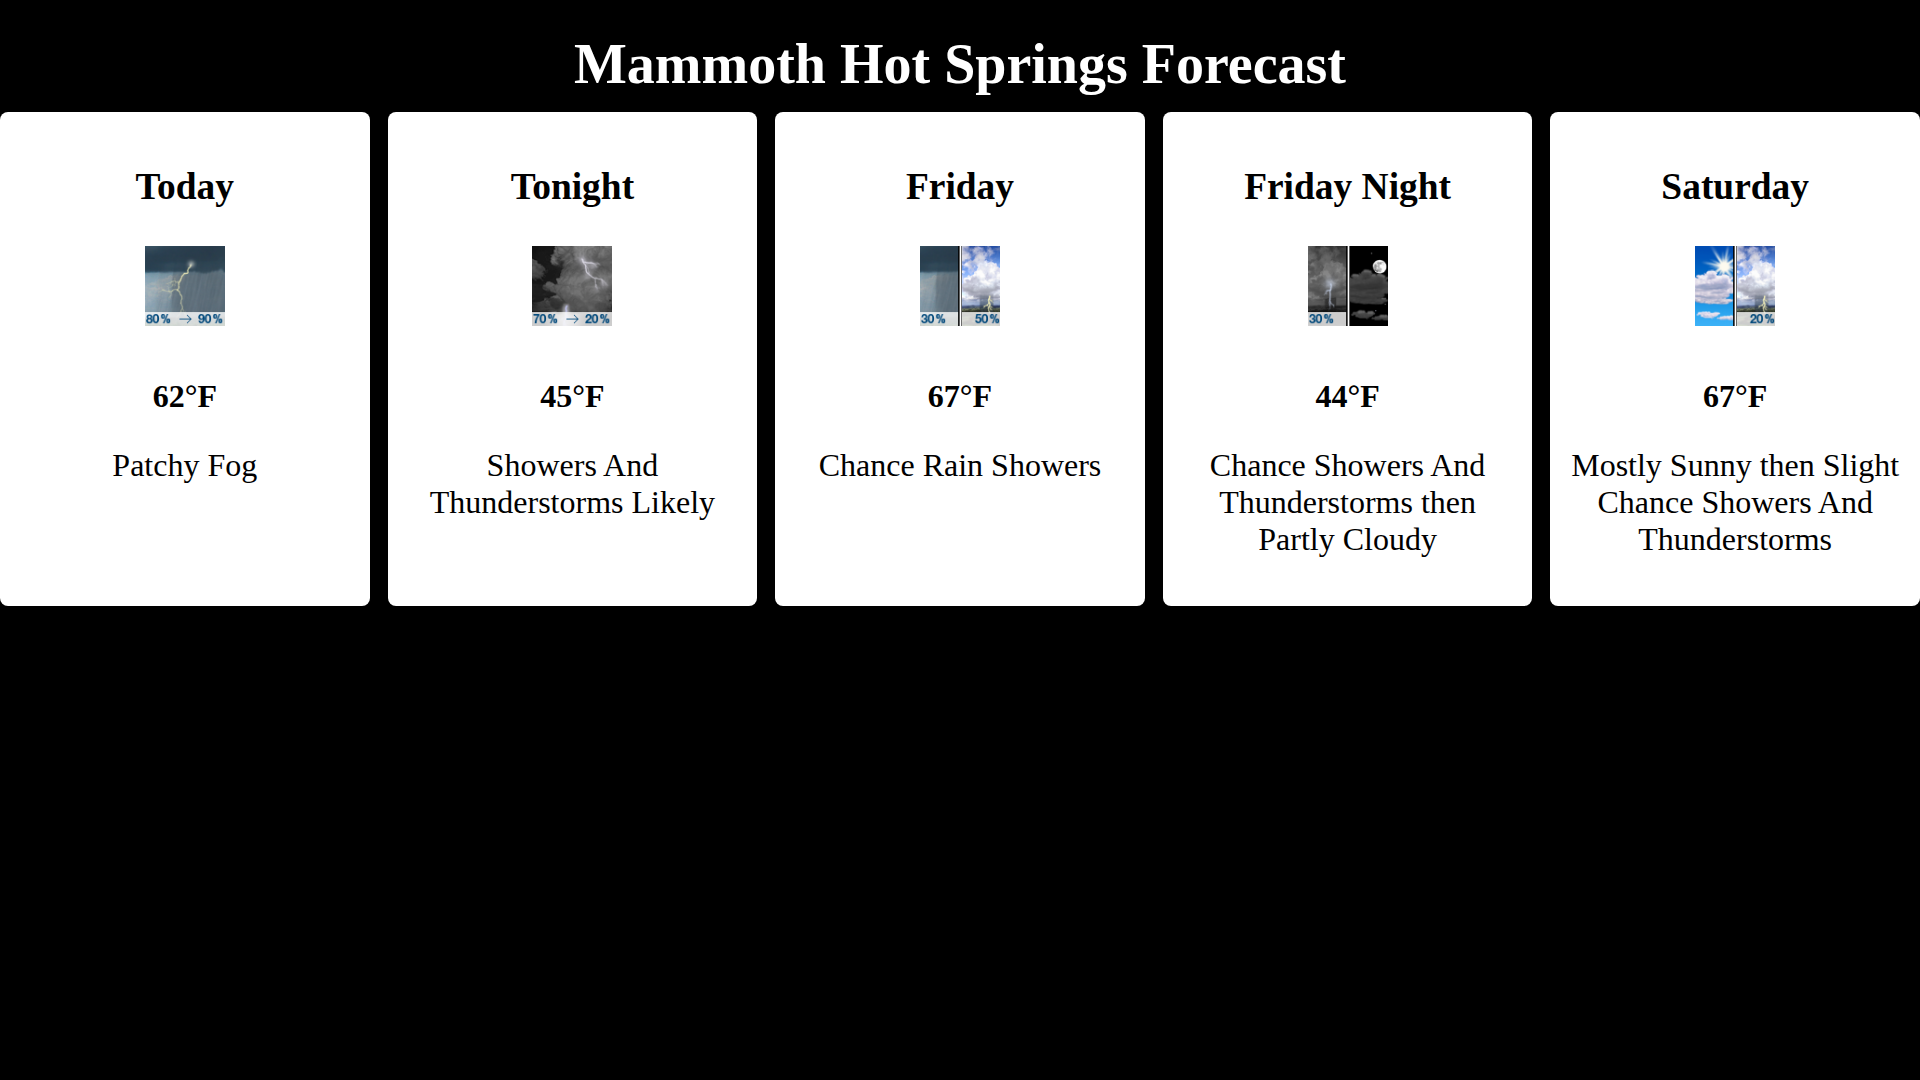 Mammoth Hot Springs Forecast
Today
80% → 90%
62°F
Patchy Fog
Tonight
70% → 20%
45°F
Showers And
Thunderstorms Likely
Friday
30% 50%
67°F
Chance Rain Showers
Friday Night
30%
44°F
Chance Showers And
Thunderstorms then
Partly Cloudy
Saturday
20%
67°F
Mostly Sunny then Slight
Chance Showers And
Thunderstorms